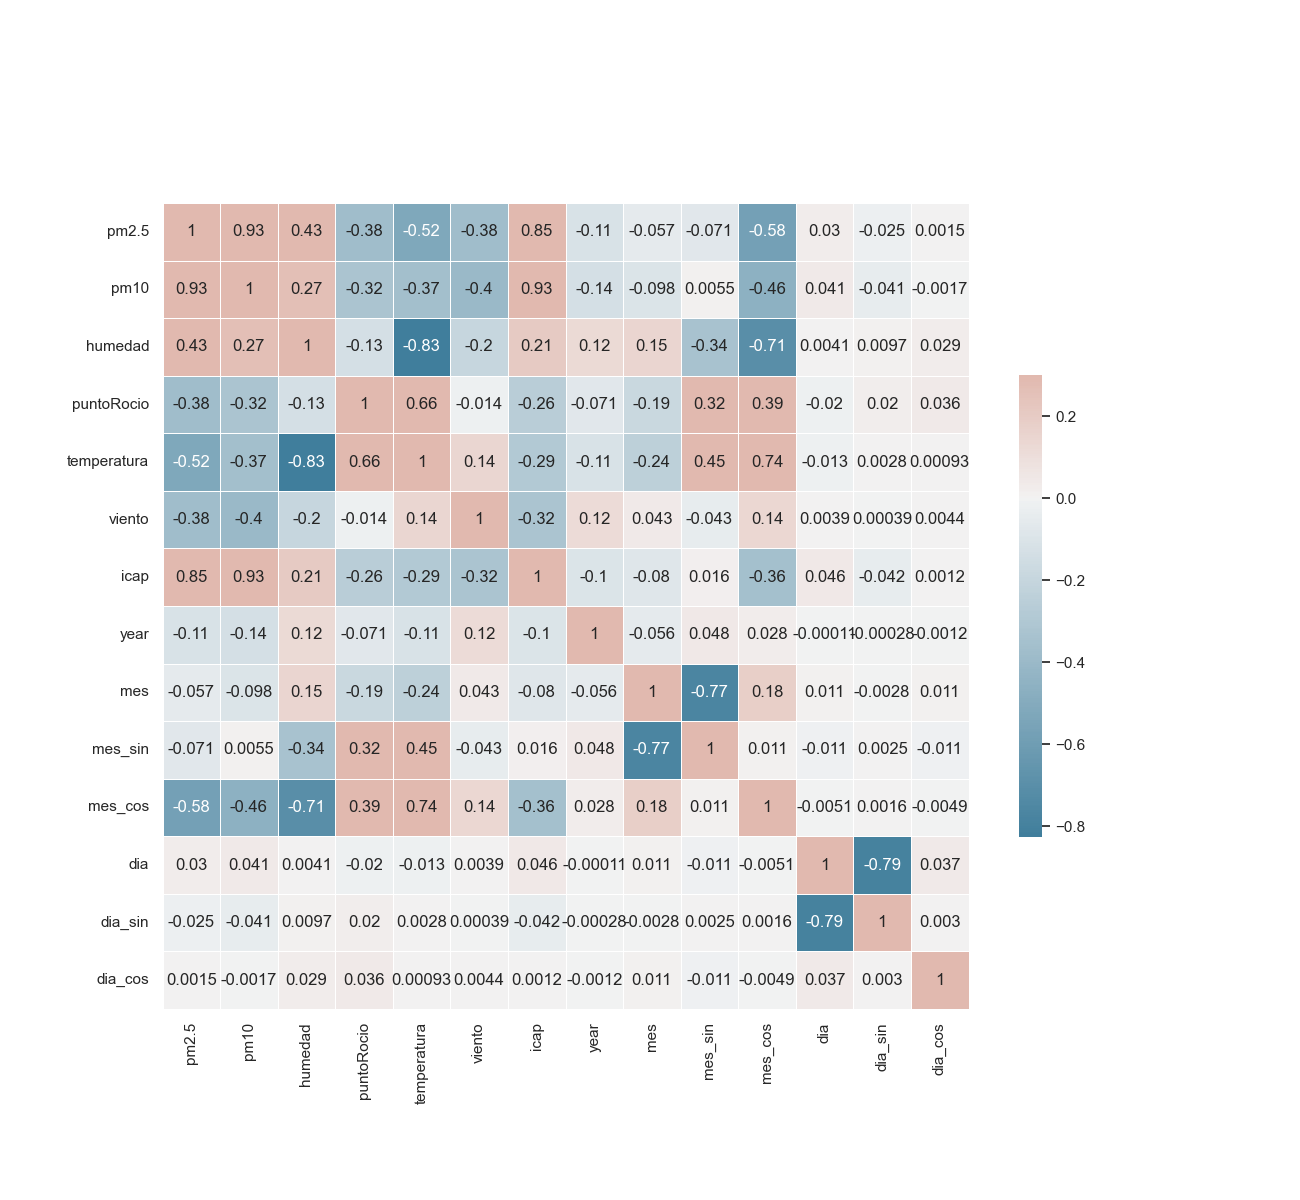 pm2.5 1 0.93 0.43 -0.38 -0.52 -0.38 0.85 -0.11 -0.057 -0.071 -0.58 0.03 -0.025 0.0015
pm10 0.93 1 0.27 -0.32 -0.37 -0.4 0.93 -0.14 -0.098 0.0055 -0.46 0.041 -0.041 -0.0017
humedad 0.43 0.27 1 -0.13 -0.83 -0.2 0.21 0.12 0.15 -0.34 -0.71 0.0041 0.0097 0.029
puntoRocio -0.38 -0.32 -0.13 1 0.66 -0.014 -0.26 -0.071 -0.19 0.32 0.39 -0.02 0.02 0.036
temperatura -0.52 -0.37 -0.83 0.66 1 0.14 -0.29 -0.11 -0.24 0.45 0.74 -0.013 0.0028 0.00093
viento -0.38 -0.4 -0.2 -0.014 0.14 1 -0.32 0.12 0.043 -0.043 0.14 0.0039 0.00039 0.0044
icap 0.85 0.93 0.21 -0.26 -0.29 -0.32 1 -0.1 -0.08 0.016 -0.36 0.046 -0.042 0.0012
year -0.11 -0.14 0.12 -0.071 -0.11 0.12 -0.1 1 -0.056 0.048 0.028 -0.00011 -0.00028 -0.0012
mes -0.057 -0.098 0.15 -0.19 -0.24 0.043 -0.08 -0.056 1 -0.77 0.18 0.011 -0.0028 0.011
mes_sin -0.071 0.0055 -0.34 0.32 0.45 -0.043 0.016 0.048 -0.77 1 0.011 -0.011 0.0025 -0.011
mes_cos -0.58 -0.46 -0.71 0.39 0.74 0.14 -0.36 0.028 0.18 0.011 1 -0.0051 0.0016 -0.0049
dia 0.03 0.041 0.0041 -0.02 -0.013 0.0039 0.046 -0.00011 0.011 -0.011 -0.0051 1 -0.79 0.037
dia_sin -0.025 -0.041 0.0097 0.02 0.0028 0.00039 -0.042 -0.00028 -0.0028 0.0025 0.0016 -0.79 1 0.003
dia_cos 0.0015 -0.0017 0.029 0.036 0.00093 0.0044 0.0012 -0.0012 0.011 -0.011 -0.0049 0.037 0.003 1
pm2.5 pm10 humedad puntoRocio temperatura viento icap year mes mes_sin mes_cos dia dia_sin dia_cos
0.2
0.0
−0.2
−0.4
−0.6
−0.8